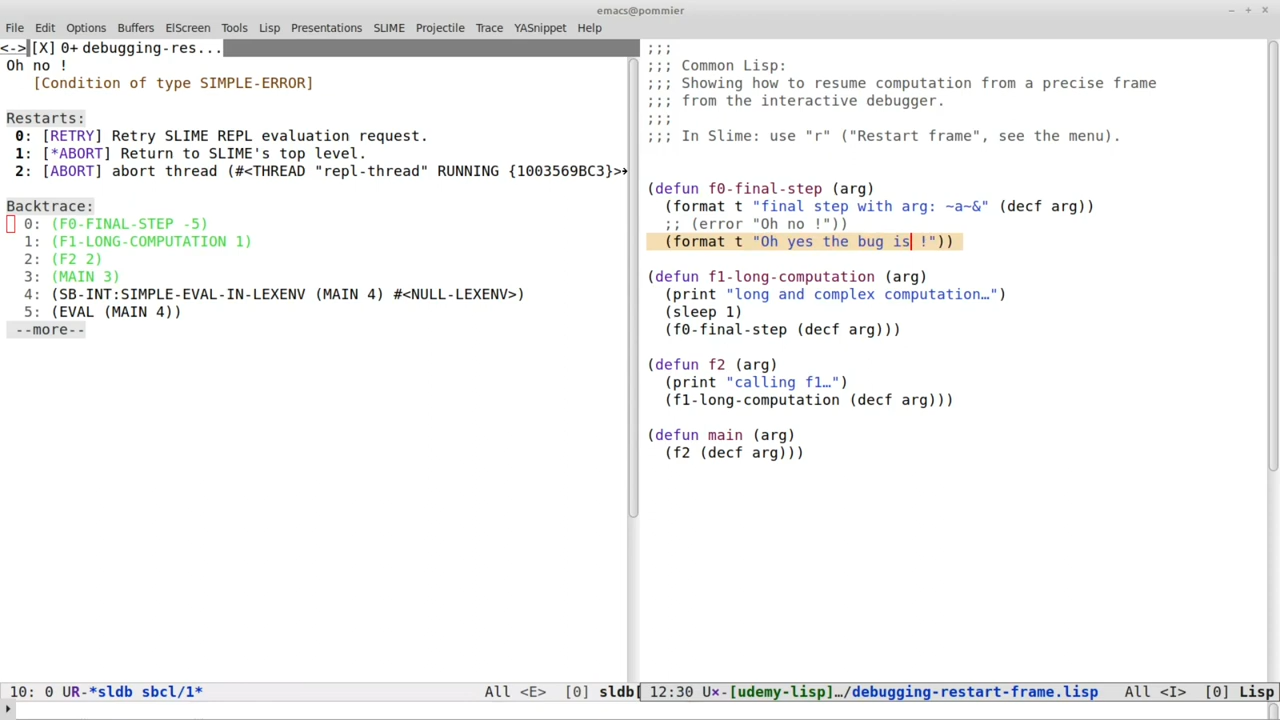 emacs@pommier
File Edit Options Buffers ElScreen Tools Lisp Presentations SLIME Projectile Trace YASnippet Help
<->[X] 0+ debugging-res...
Oh no !
[Condition of type SIMPLE-ERROR]
Restarts:
0: [RETRY] Retry SLIME REPL evaluation request.
1: [*ABORT] Return to SLIME's top level.
2: [ABORT] abort thread (#<THREAD "repl-thread" RUNNING {1003569BC3}>
Backtrace:
0: (F0-FINAL-STEP -5)
1: (F1-LONG-COMPUTATION 1)
2: (F2 2)
3: (MAIN 3)
4: (SB-INT:SIMPLE-EVAL-IN-LEXENV (MAIN 4) #<NULL-LEXENV>)
5: (EVAL (MAIN 4))
--more--
10: 0 UR-*sldb sbcl/1* All <E> [0] sldb[
;;;
;;; Common Lisp:
;;; Showing how to resume computation from a precise frame
;;; from the interactive debugger.
;;;
;;; In Slime: use "r" ("Restart frame", see the menu).
(defun f0-final-step (arg)
(format t "final step with arg: ~a~&" (decf arg))
;; (error "Oh no !"))
(format t "Oh yes the bug is !"))
(defun f1-long-computation (arg)
(print "long and complex computation…")
(sleep 1)
(f0-final-step (decf arg)))
(defun f2 (arg)
(print "calling f1…")
(f1-long-computation (decf arg)))
(defun main (arg)
(f2 (decf arg)))
12:30 U×-[udemy-lisp]…/debugging-restart-frame.lisp All <I> [0] Lisp